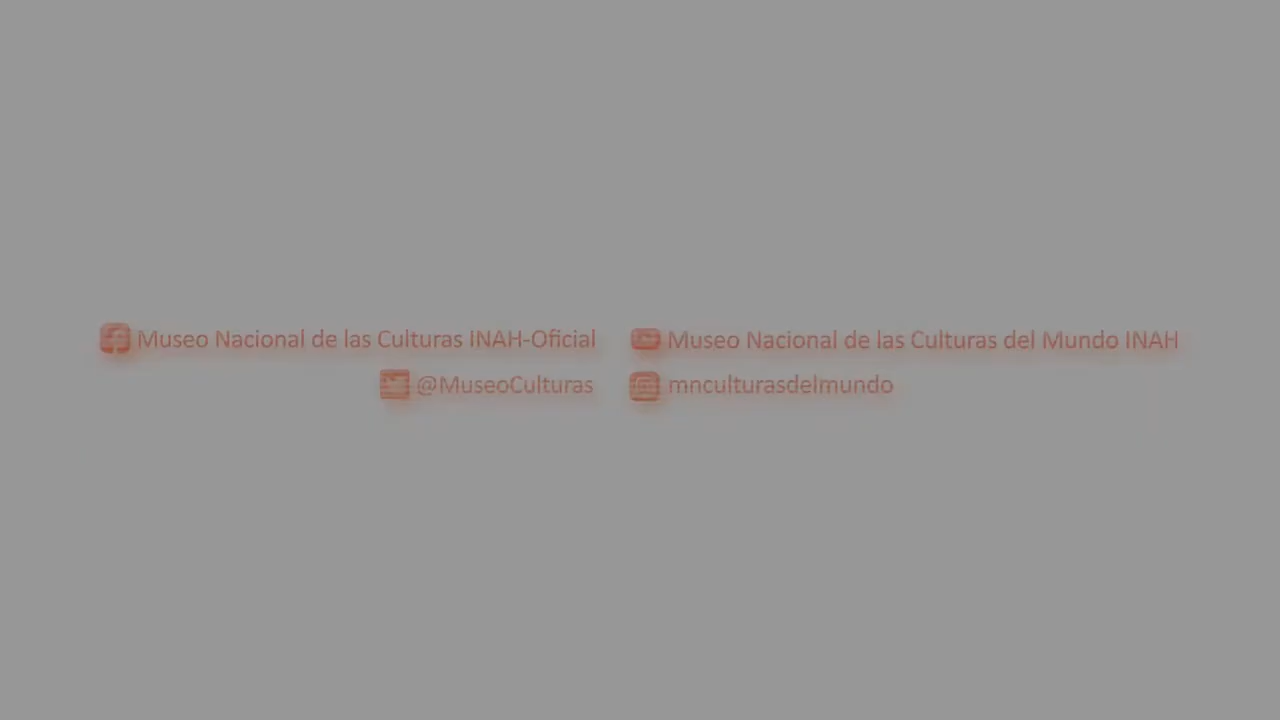 Museo Nacional de las Culturas INAH-Oficial
Museo Nacional de las Culturas del Mundo INAH
@MuseoCulturas
mnculturasdelmundo